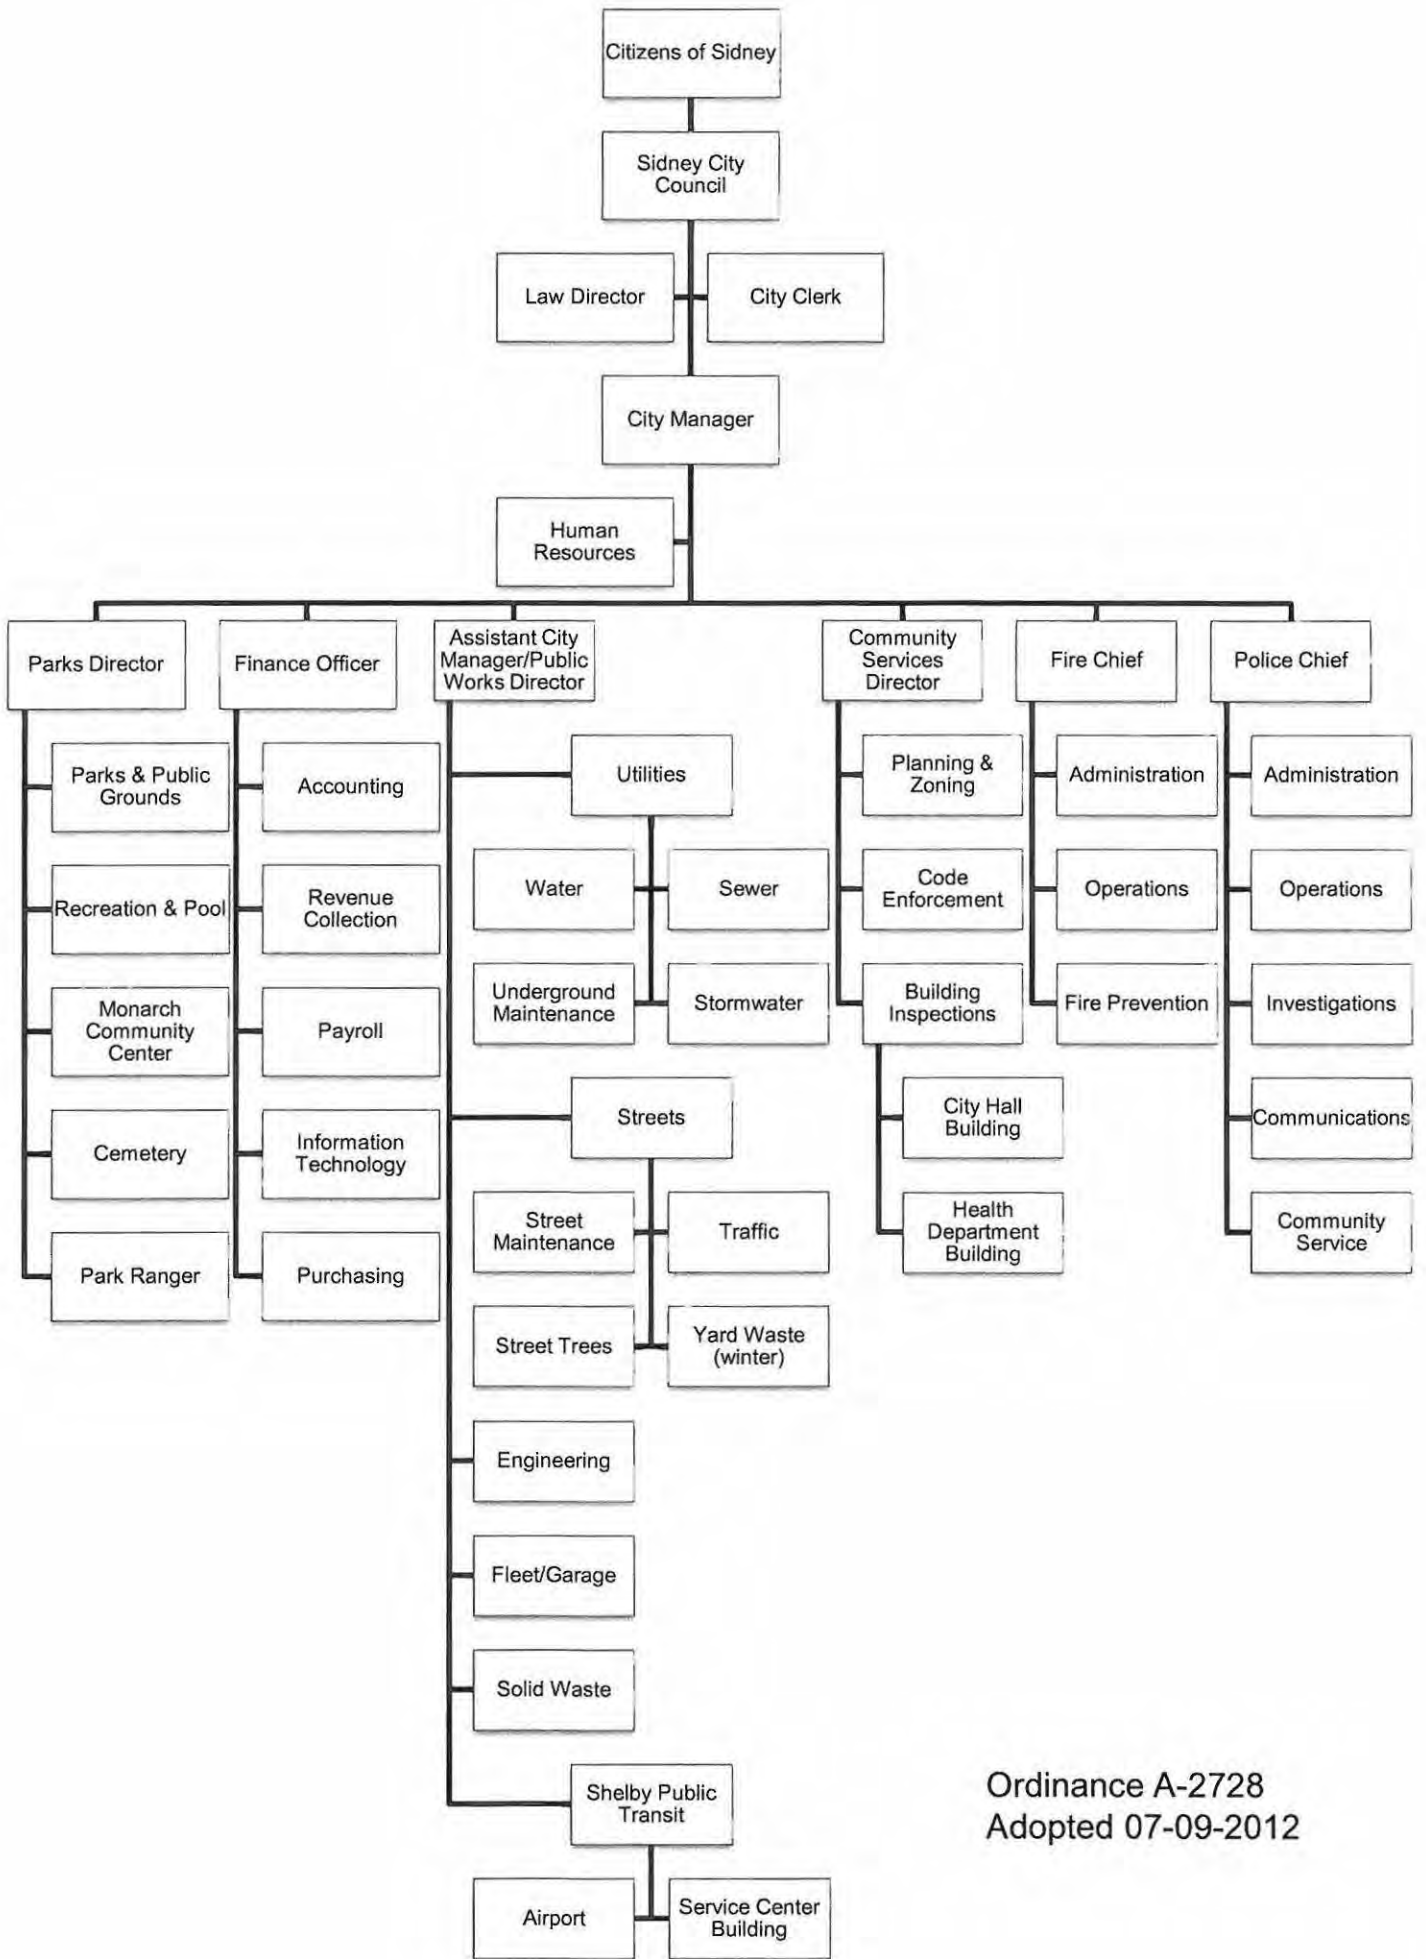 Citizens of Sidney
Sidney City
Council
Law Director
City Clerk
City Manager
Human
Resources
Parks Director
Finance Officer
Assistant City
Manager/Public
Works Director
Community
Services
Director
Fire Chief
Police Chief
Parks & Public
Grounds
Recreation & Pool
Monarch
Community
Center
Cemetery
Park Ranger
Accounting
Revenue
Collection
Payroll
Information
Technology
Purchasing
Utilities
Water
Sewer
Underground
Maintenance
Stormwater
Streets
Street
Maintenance
Traffic
Street Trees
Yard Waste
(winter)
Engineering
Fleet/Garage
Solid Waste
Shelby Public
Transit
Airport
Service Center
Building
Planning &
Zoning
Code
Enforcement
Building
Inspections
City Hall
Building
Health
Department
Building
Administration
Operations
Fire Prevention
Administration
Operations
Investigations
Communications
Community
Service
Ordinance A-2728
Adopted 07-09-2012